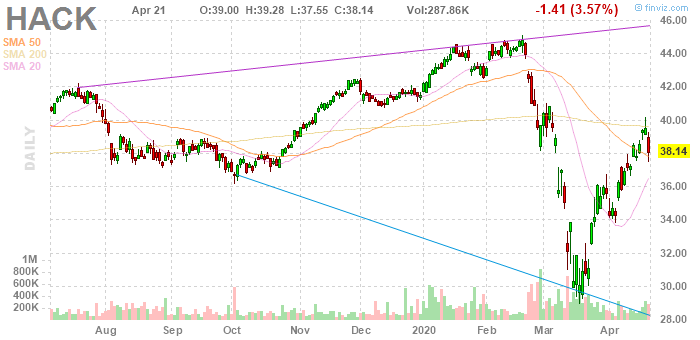 HACK Apr 21 O:39.00 H:39.28 L:37.55 C:38.14 Vol:287.86K -1.41 (3.57%)
© finviz.com
SMA 50
SMA 200
SMA 20
DAILY
46.00
44.00
42.00
40.00
38.14
36.00
34.00
32.00
30.00
28.00
1M
800K
600K
400K
200K
Aug Sep Oct Nov Dec 2020 Feb Mar Apr